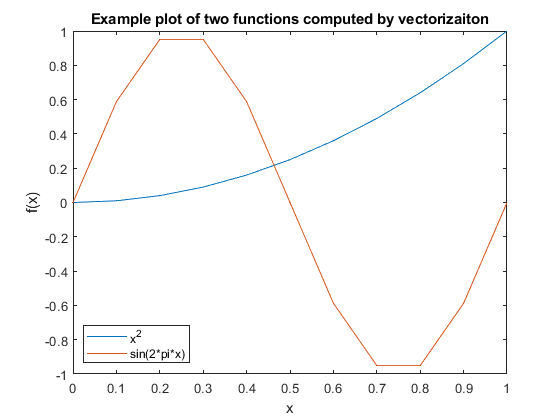 Example plot of two functions computed by vectorizaiton
1
0.8
0.6
0.4
0.2
0
-0.2
-0.4
-0.6
-0.8
-1
f(x)
x^2
sin(2*pi*x)
0 0.1 0.2 0.3 0.4 0.5 0.6 0.7 0.8 0.9 1
x